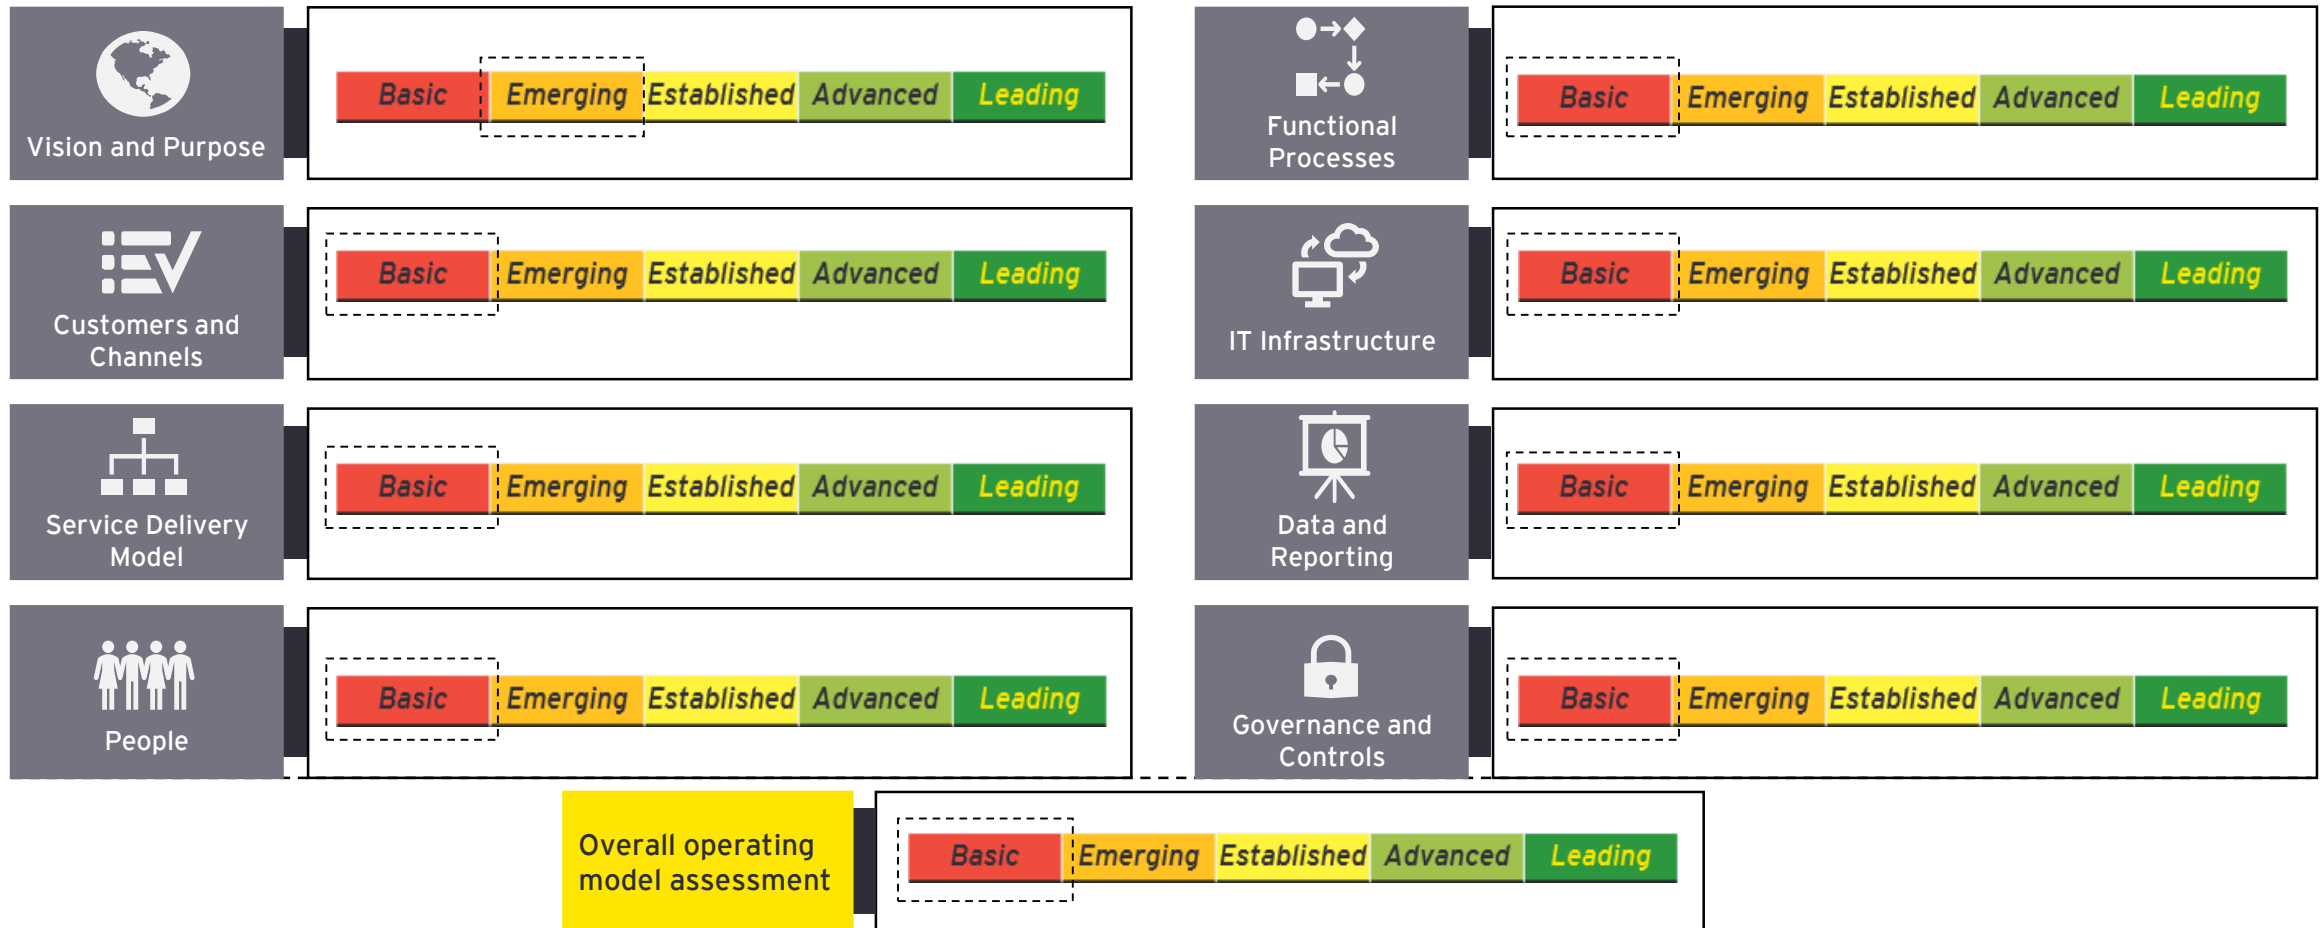 Vision and Purpose
Basic Emerging Established Advanced Leading
Functional
Processes
Basic Emerging Established Advanced Leading
Customers and
Channels
Basic Emerging Established Advanced Leading
IT Infrastructure
Basic Emerging Established Advanced Leading
Service Delivery
Model
Basic Emerging Established Advanced Leading
Data and
Reporting
Basic Emerging Established Advanced Leading
People
Basic Emerging Established Advanced Leading
Governance and
Controls
Basic Emerging Established Advanced Leading
Overall operating
model assessment
Basic Emerging Established Advanced Leading